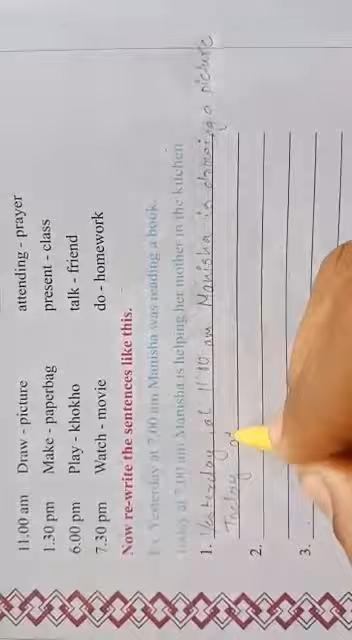 11.00 am Draw - picture attending - prayer
1.30 pm Make - paperbag present - class
6.00 pm Play - khokho talk - friend
7.30 pm Watch - movie do - homework
Now re-write the sentences like this.
Ex Yesterday at 7.00 am Manisha was reading a book.
Today at 7.00 am Manisha is helping her mother in the kitchen
1. Yesterday at 11.00 am Manisha is drawing a picture
Today
2.
3.